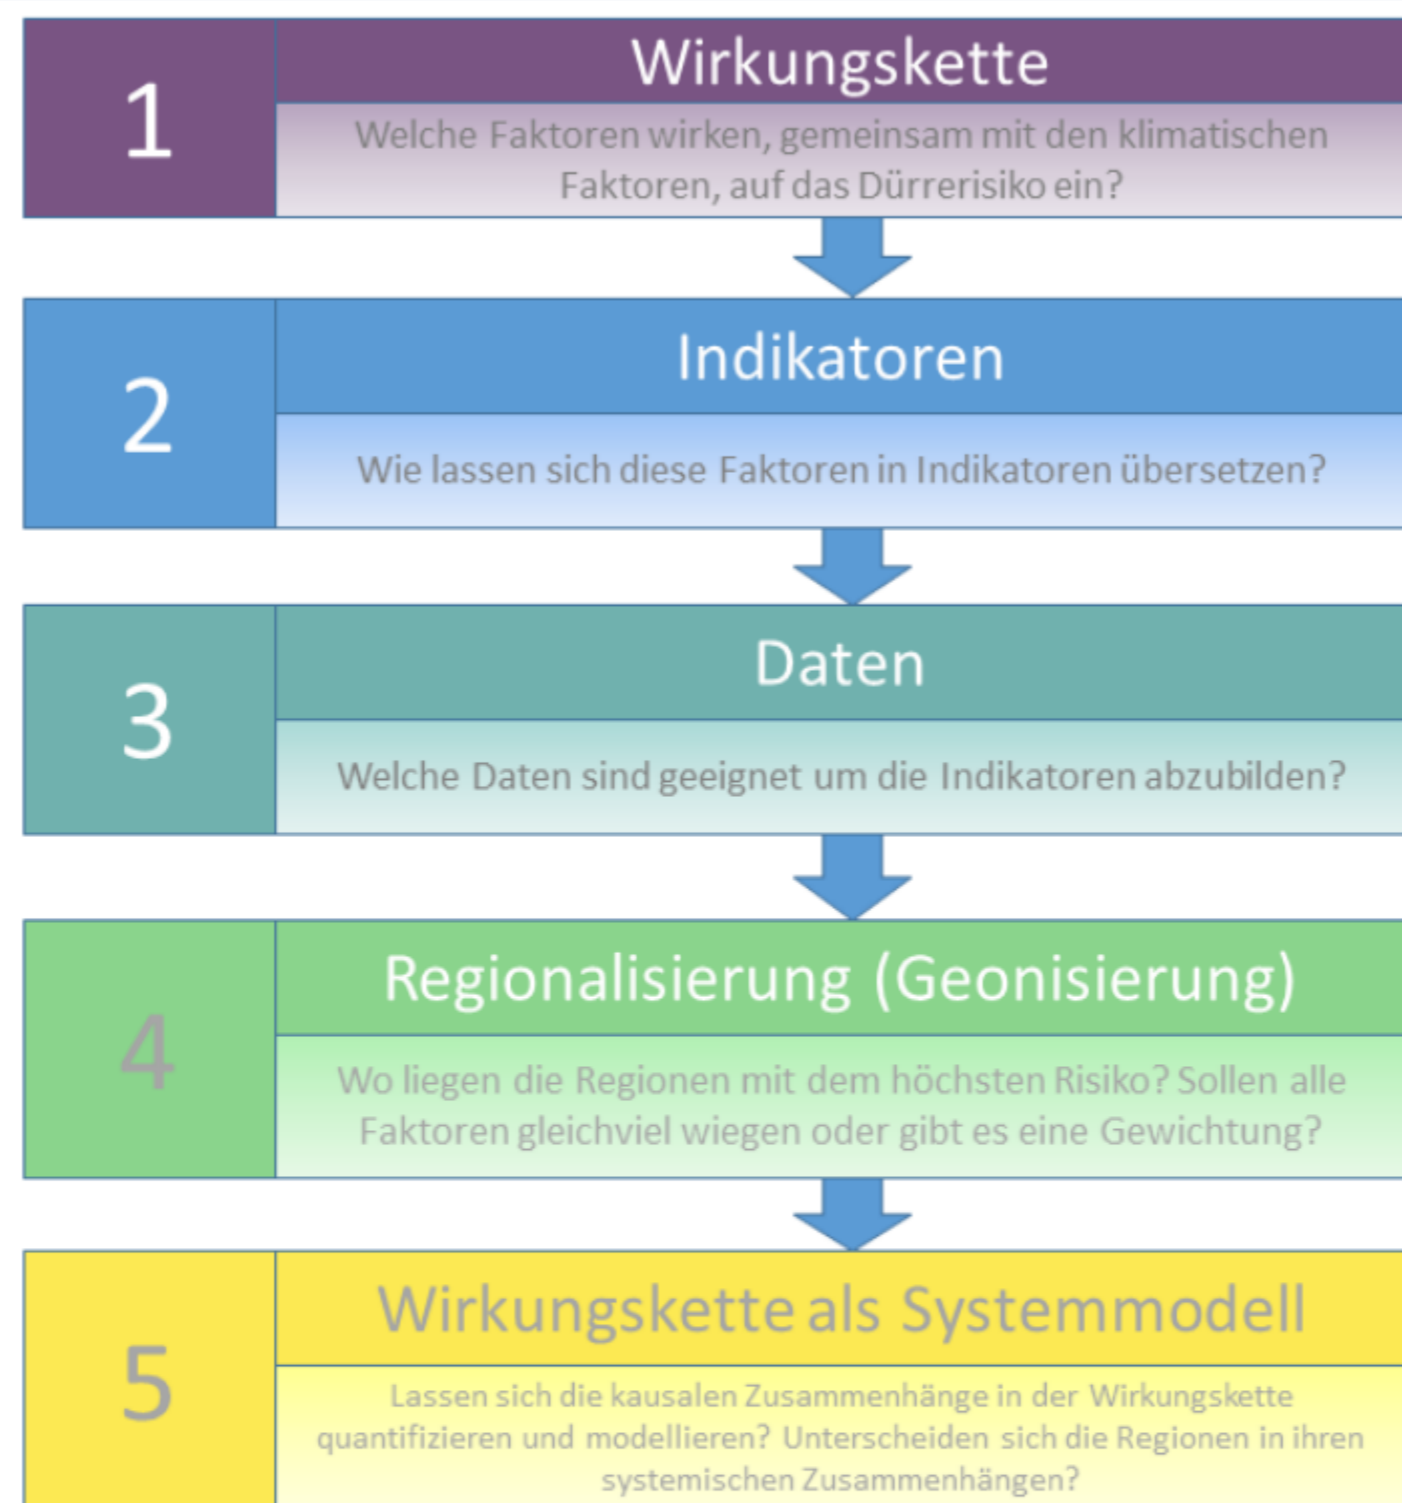 1
Wirkungskette
Welche Faktoren wirken, gemeinsam mit den klimatischen
Faktoren, auf das Dürrerisiko ein?
2
Indikatoren
Wie lassen sich diese Faktoren in Indikatoren übersetzen?
3
Daten
Welche Daten sind geeignet um die Indikatoren abzubilden?
4
Regionalisierung (Geonisierung)
Wo liegen die Regionen mit dem höchsten Risiko? Sollen alle
Faktoren gleichviel wiegen oder gibt es eine Gewichtung?
5
Wirkungskette als Systemmodell
Lassen sich die kausalen Zusammenhänge in der Wirkungskette
quantifizieren und modellieren? Unterscheiden sich die Regionen in ihren
systemischen Zusammenhängen?